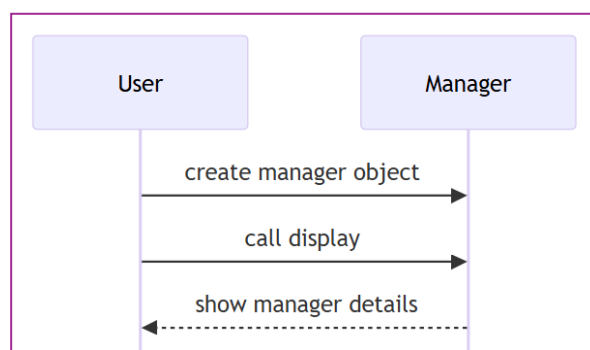 User
Manager
create manager object
call display
show manager details